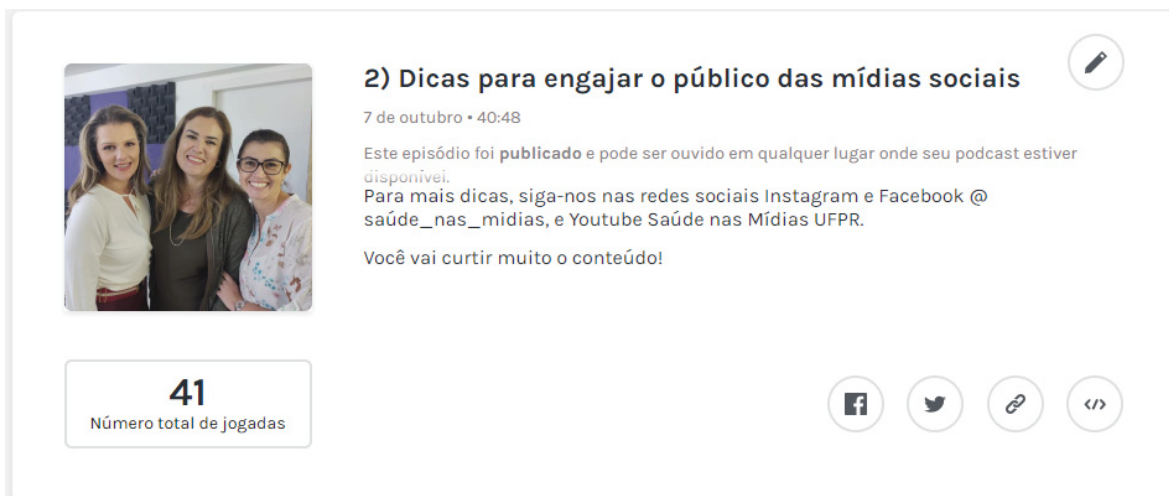 2) Dicas para engajar o público das mídias sociais
7 de outubro • 40:48
Este episódio foi publicado e pode ser ouvido em qualquer lugar onde seu podcast estiver
disponível.
Para mais dicas, siga-nos nas redes sociais Instagram e Facebook @
saúde_nas_midias, e Youtube Saúde nas Mídias UFPR.
Você vai curtir muito o conteúdo!
41
Número total de jogadas